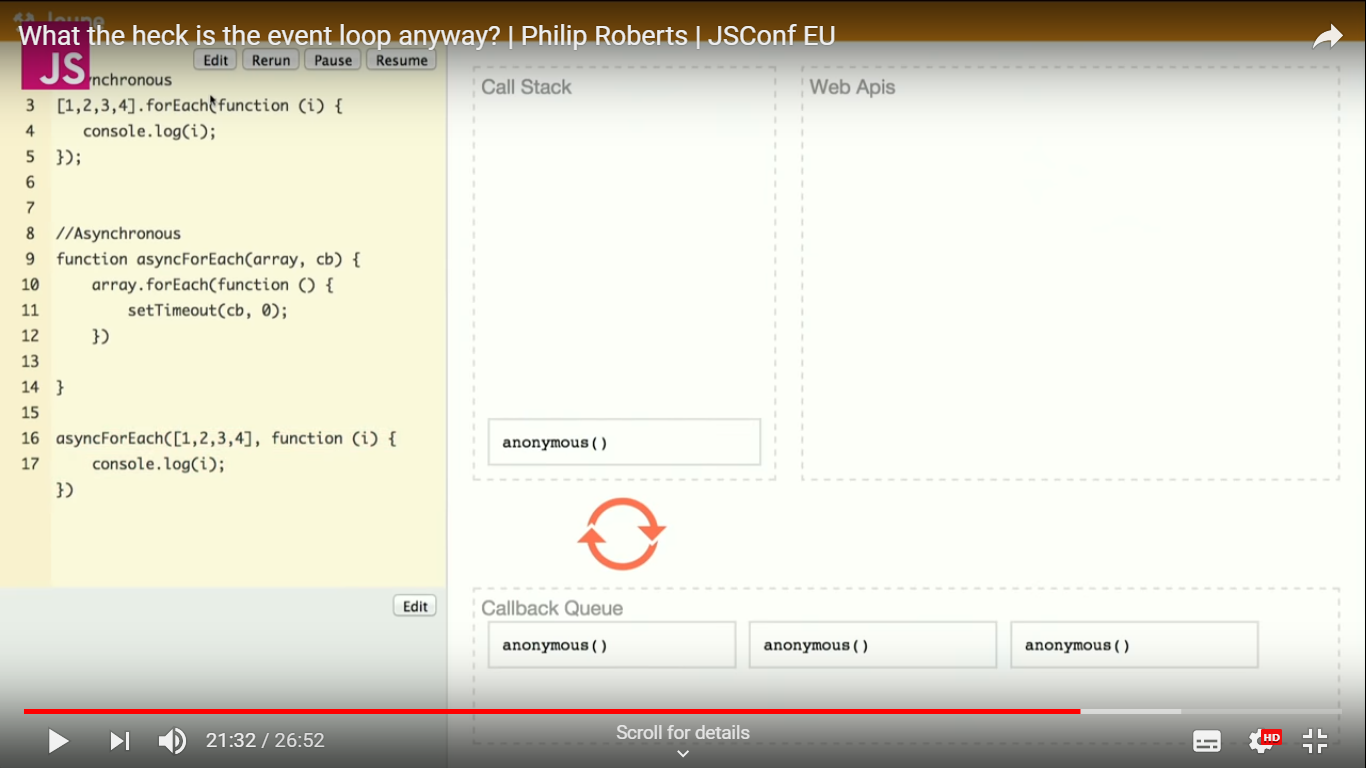 What the heck is the event loop anyway? | Philip Roberts | JSConf EU
JS
Edit Rerun Pause Resume
ynchronous
3 [1,2,3,4].forEach(function (i) {
4 console.log(i);
5 });
6
7
8 //Asynchronous
9 function asyncForEach(array, cb) {
10 array.forEach(function () {
11 setTimeout(cb, 0);
12 })
13
14 }
15
16 asyncForEach([1,2,3,4], function (i) {
17 console.log(i);
})
Edit
Call Stack
anonymous()
Web Apis
Callback Queue
anonymous() anonymous() anonymous()
21:32 / 26:52
Scroll for details
HD